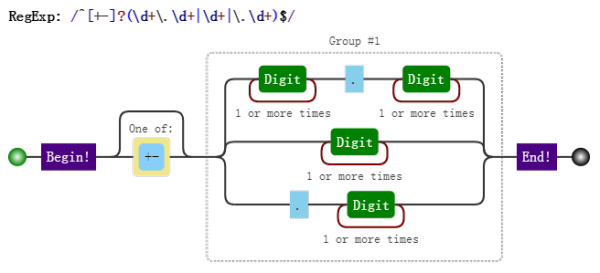 RegExp: /^[+-]?(\d+\.\d+|\d+|\.\d+)$/
Group #1
Digit . Digit
One of:
1 or more times 1 or more times
Begin! +- Digit End!
1 or more times
. Digit
1 or more times